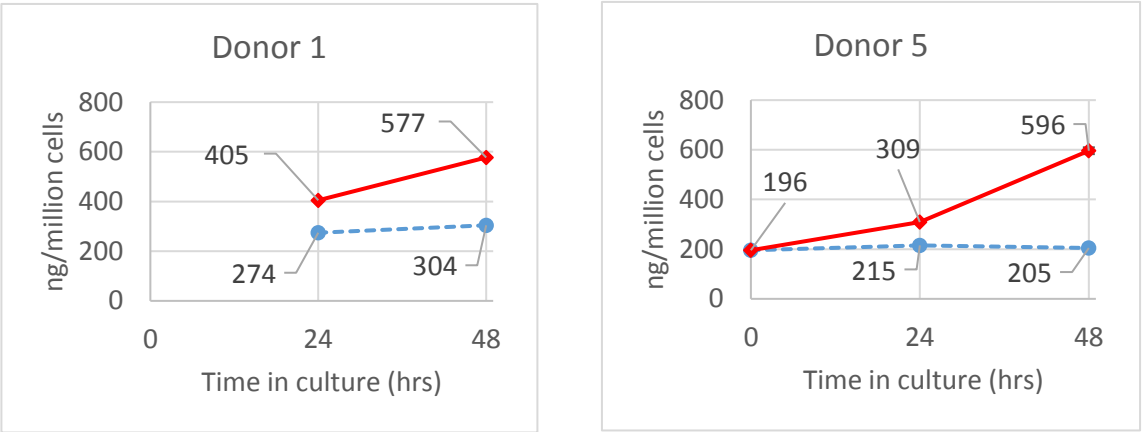 Donor 1
ng/million cells
800
600
400
200
0
405
577
274
304
0 24 48
Time in culture (hrs)
Donor 5
ng/million cells
800
600
400
200
0
196
309
596
215
205
0 24 48
Time in culture (hrs)